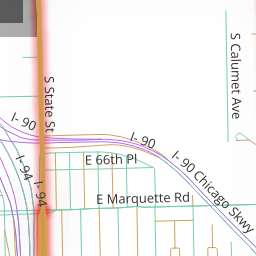 S Calumet Ave
S State St
I- 90
I- 90
I- 90 Chicago Skwy
E 66th Pl
I- 94
I- 94
E Marquette Rd